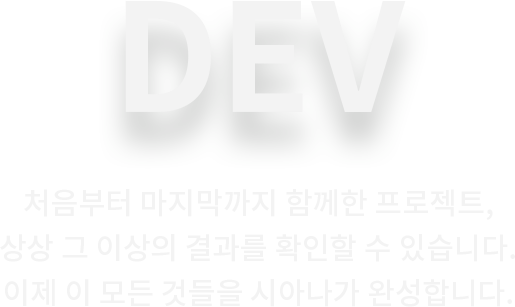 DEV
처음부터 마지막까지 함께한 프로젝트,
상상 그 이상의 결과를 확인할 수 있습니다.
이제 이 모든 것들을 시아나가 완성합니다.